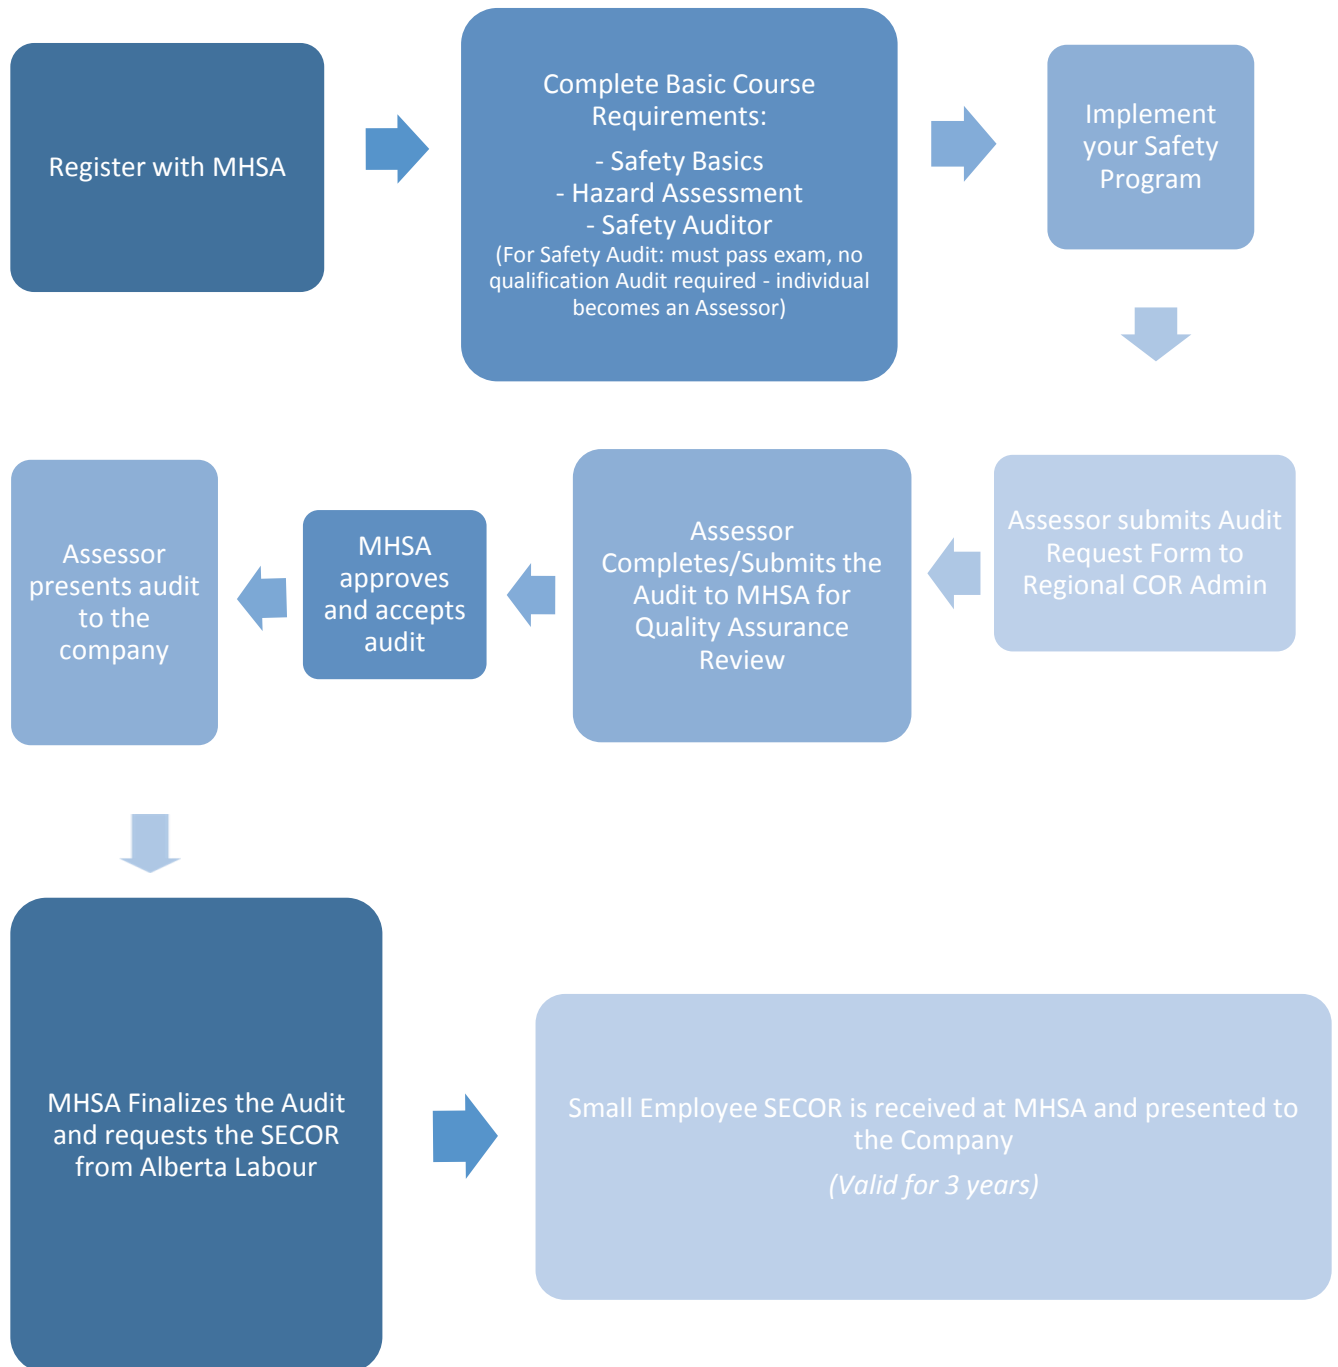 Register with MHSA
Complete Basic Course
Requirements:
- Safety Basics
- Hazard Assessment
- Safety Auditor
(For Safety Audit: must pass exam, no
qualification Audit required - individual
becomes an Assessor)
Implement
your Safety
Program
Assessor submits Audit
Request Form to
Regional COR Admin
Assessor
Completes/Submits the
Audit to MHSA for
Quality Assurance
Review
MHSA
approves
and accepts
audit
Assessor
presents audit
to the
company
MHSA Finalizes the Audit
and requests the SECOR
from Alberta Labour
Small Employee SECOR is received at MHSA and presented to
the Company
(Valid for 3 years)